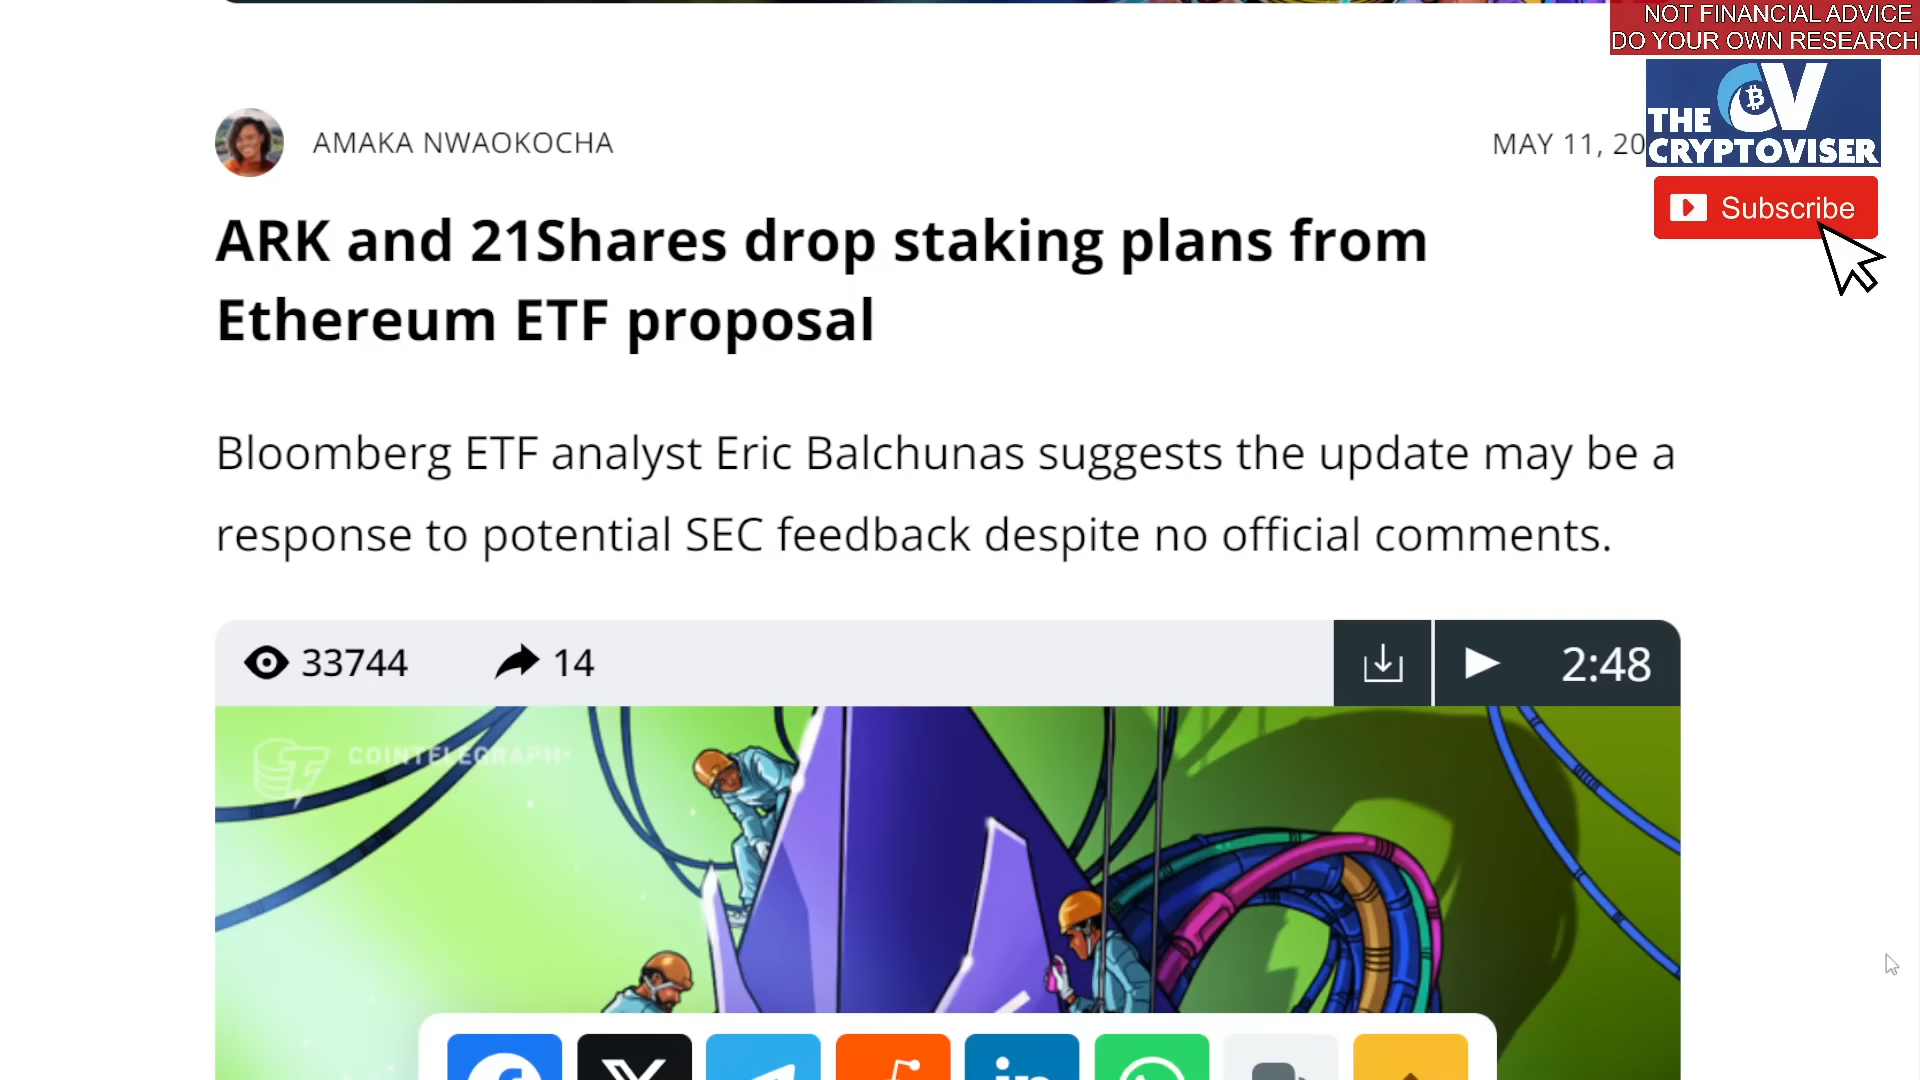 NOT FINANCIAL ADVICE
DO YOUR OWN RESEARCH
AMAKA NWAOKOCHA
MAY 11, 20
THE CV
CRYPTOVISER
Subscribe
ARK and 21Shares drop staking plans from
Ethereum ETF proposal
Bloomberg ETF analyst Eric Balchunas suggests the update may be a
response to potential SEC feedback despite no official comments.
33744
14
2:48
COINTELEGRAPH
in